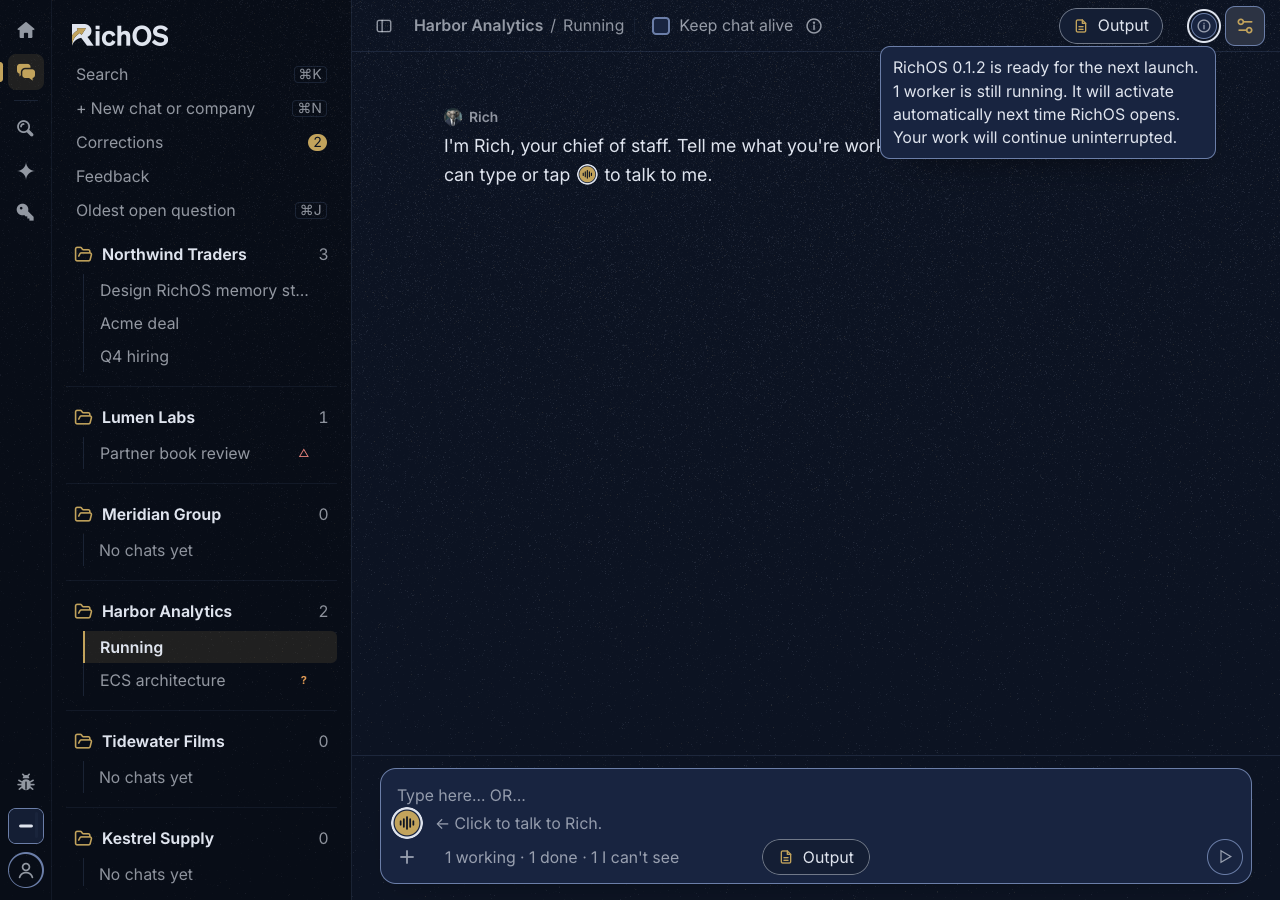 RichOS
Search ⌘K
+ New chat or company ⌘N
Corrections 2
Feedback
Oldest open question ⌘J
Northwind Traders 3
Design RichOS memory st...
Acme deal
Q4 hiring
Lumen Labs 1
Partner book review
Meridian Group 0
No chats yet
Harbor Analytics 2
Running
ECS architecture ?
Tidewater Films 0
No chats yet
Kestrel Supply 0
No chats yet
Harbor Analytics / Running Keep chat alive Output
RichOS 0.1.2 is ready for the next launch.
1 worker is still running. It will activate
automatically next time RichOS opens.
Your work will continue uninterrupted.
Rich
I'm Rich, your chief of staff. Tell me what you're
can type or tap to talk to me.
Type here... OR...
← Click to talk to Rich.
1 working · 1 done · 1 I can't see Output